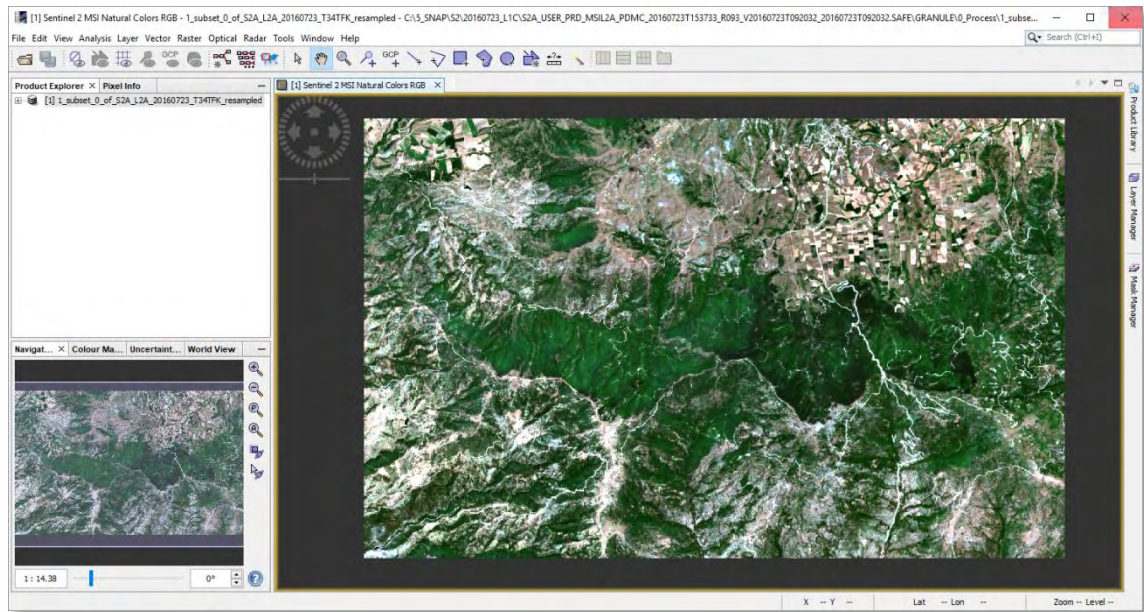 [1] Sentinel 2 MSI Natural Colors RGB - 1_subset_0_of_S2A_L2A_20160723_T34TFK_resampled - C:\5_SNAP\S2\20160723_L1C\S2A_USER_PRD_MSIL2A_PDMC_20160723T153733_R093_V20160723T092032_20160723T092032.SAFE\GRANULE\0_Process\1_subse...
File Edit View Analysis Layer Vector Raster Optical Radar Tools Window Help
Search (Ctrl+I)
GCP
GCP
Product Explorer × Pixel Info
[1] Sentinel 2 MSI Natural Colors RGB ×
[1] 1_subset_0_of_S2A_L2A_20160723_T34TFK_resampled
Product Library
Layer Manager
Mask Manager
Navigat... × Colour Ma... Uncertaint... World View
1 : 14.38
0°
X -- Y -- Lat -- Lon -- Zoom -- Level --